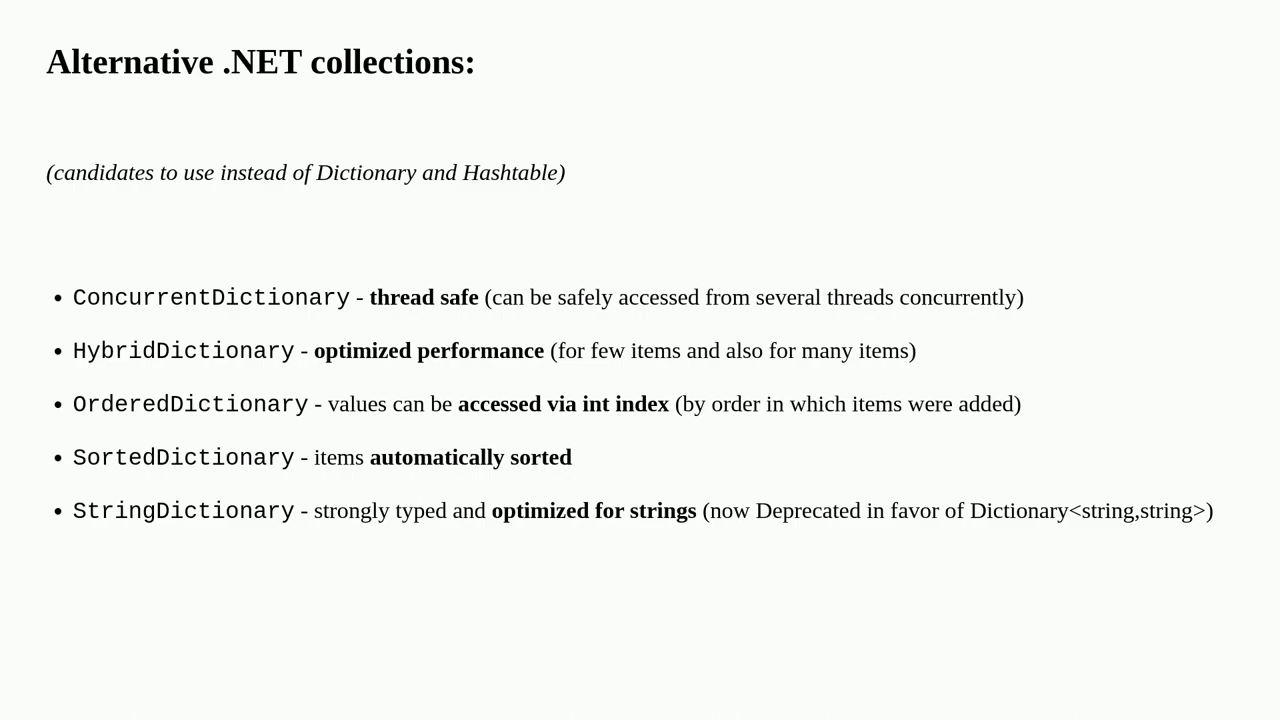 Alternative .NET collections:
(candidates to use instead of Dictionary and Hashtable)
• ConcurrentDictionary - thread safe (can be safely accessed from several threads concurrently)
• HybridDictionary - optimized performance (for few items and also for many items)
• OrderedDictionary - values can be accessed via int index (by order in which items were added)
• SortedDictionary - items automatically sorted
• StringDictionary - strongly typed and optimized for strings (now Deprecated in favor of Dictionary<string,string>)